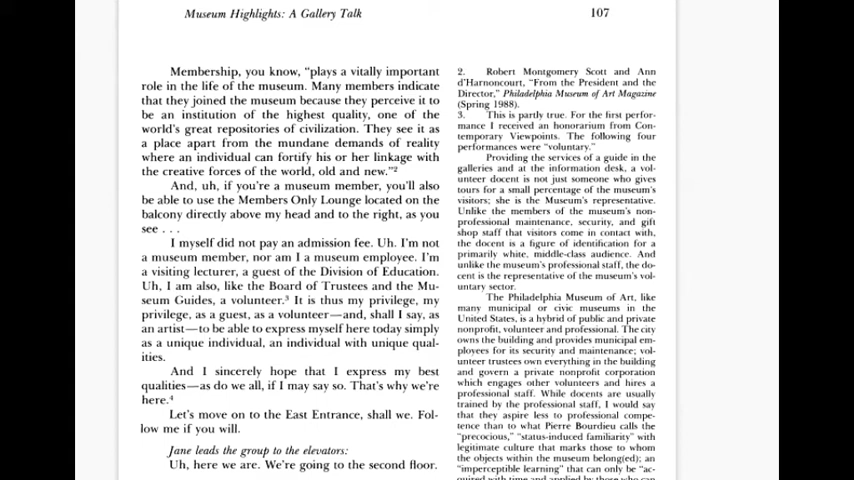 Museum Highlights: A Gallery Talk
107
Membership, you know, “plays a vitally important
role in the life of the museum. Many members indicate
that they joined the museum because they perceive it to
be an institution of the highest quality, one of the
world's great repositories of civilization. They see it as
a place apart from the mundane demands of reality
where an individual can fortify his or her linkage with
the creative forces of the world, old and new.”2
And, uh, if you're a museum member, you'll also
be able to use the Members Only Lounge located on the
balcony directly above my head and to the right, as you
see . . .
I myself did not pay an admission fee. Uh. I'm not
a museum member, nor am I a museum employee. I'm
a visiting lecturer, a guest of the Division of Education.
Uh, I am also, like the Board of Trustees and the Mu-
seum Guides, a volunteer.3 It is thus my privilege, my
privilege, as a guest, as a volunteer—and, shall I say, as
an artist—to be able to express myself here today simply
as a unique individual, an individual with unique qual-
ities.
And I sincerely hope that I express my best
qualities—as do we all, if I may say so. That's why we're
here.4
Let's move on to the East Entrance, shall we. Fol-
low me if you will.
Jane leads the group to the elevators:
Uh, here we are. We're going to the second floor.
2. Robert Montgomery Scott and Ann
d'Harnoncourt, “From the President and the
Director,” Philadelphia Museum of Art Magazine
(Spring 1988).
3. This is partly true. For the first perfor-
mance I received an honorarium from Con-
temporary Viewpoints. The following four
performances were “voluntary.”
Providing the services of a guide in the
galleries and at the information desk, a vol-
unteer docent is not just someone who gives
tours for a small percentage of the museum's
visitors; she is the Museum's representative.
Unlike the members of the museum's non-
professional maintenance, security, and gift
shop staff that visitors come in contact with,
the docent is a figure of identification for a
primarily white, middle-class audience. And
unlike the museum's professional staff, the do-
cent is the representative of the museum's vol-
untary sector.
The Philadelphia Museum of Art, like
many municipal or civic museums in the
United States, is a hybrid of public and private
nonprofit, volunteer and professional. The city
owns the building and provides municipal em-
ployees for its security and maintenance; vol-
unteer trustees own everything in the building
and govern a private nonprofit corporation
which engages other volunteers and hires a
professional staff. While docents are usually
trained by the professional staff, I would say
that they aspire less to professional compe-
tence than to what Pierre Bourdieu calls the
“precocious,” “status-induced familiarity” with
legitimate culture that marks those to whom
the objects within the museum belong(ed); an
“imperceptible learning” that can only be “ac-
quired with time and applied by those who can